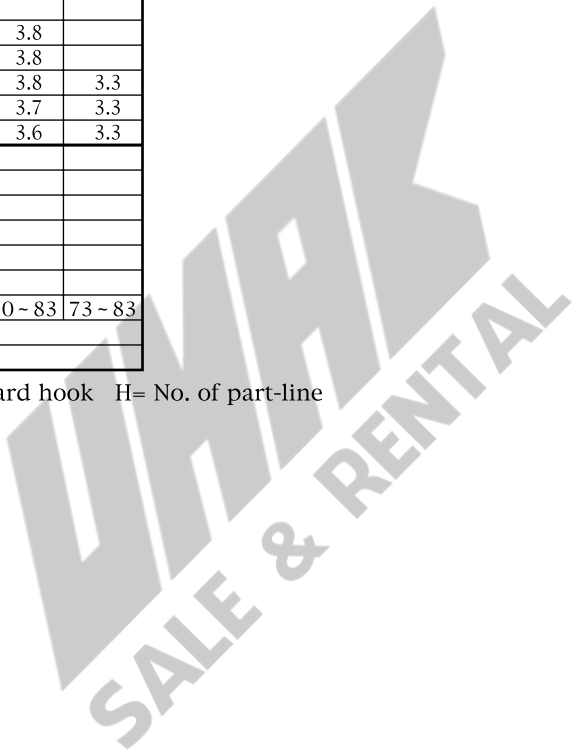 3.8
3.8
3.8 3.3
3.7 3.3
3.6 3.3
0 ~ 83 73 ~ 83
ard hook H= No. of part-line
UMAK
SALE & RENTAL